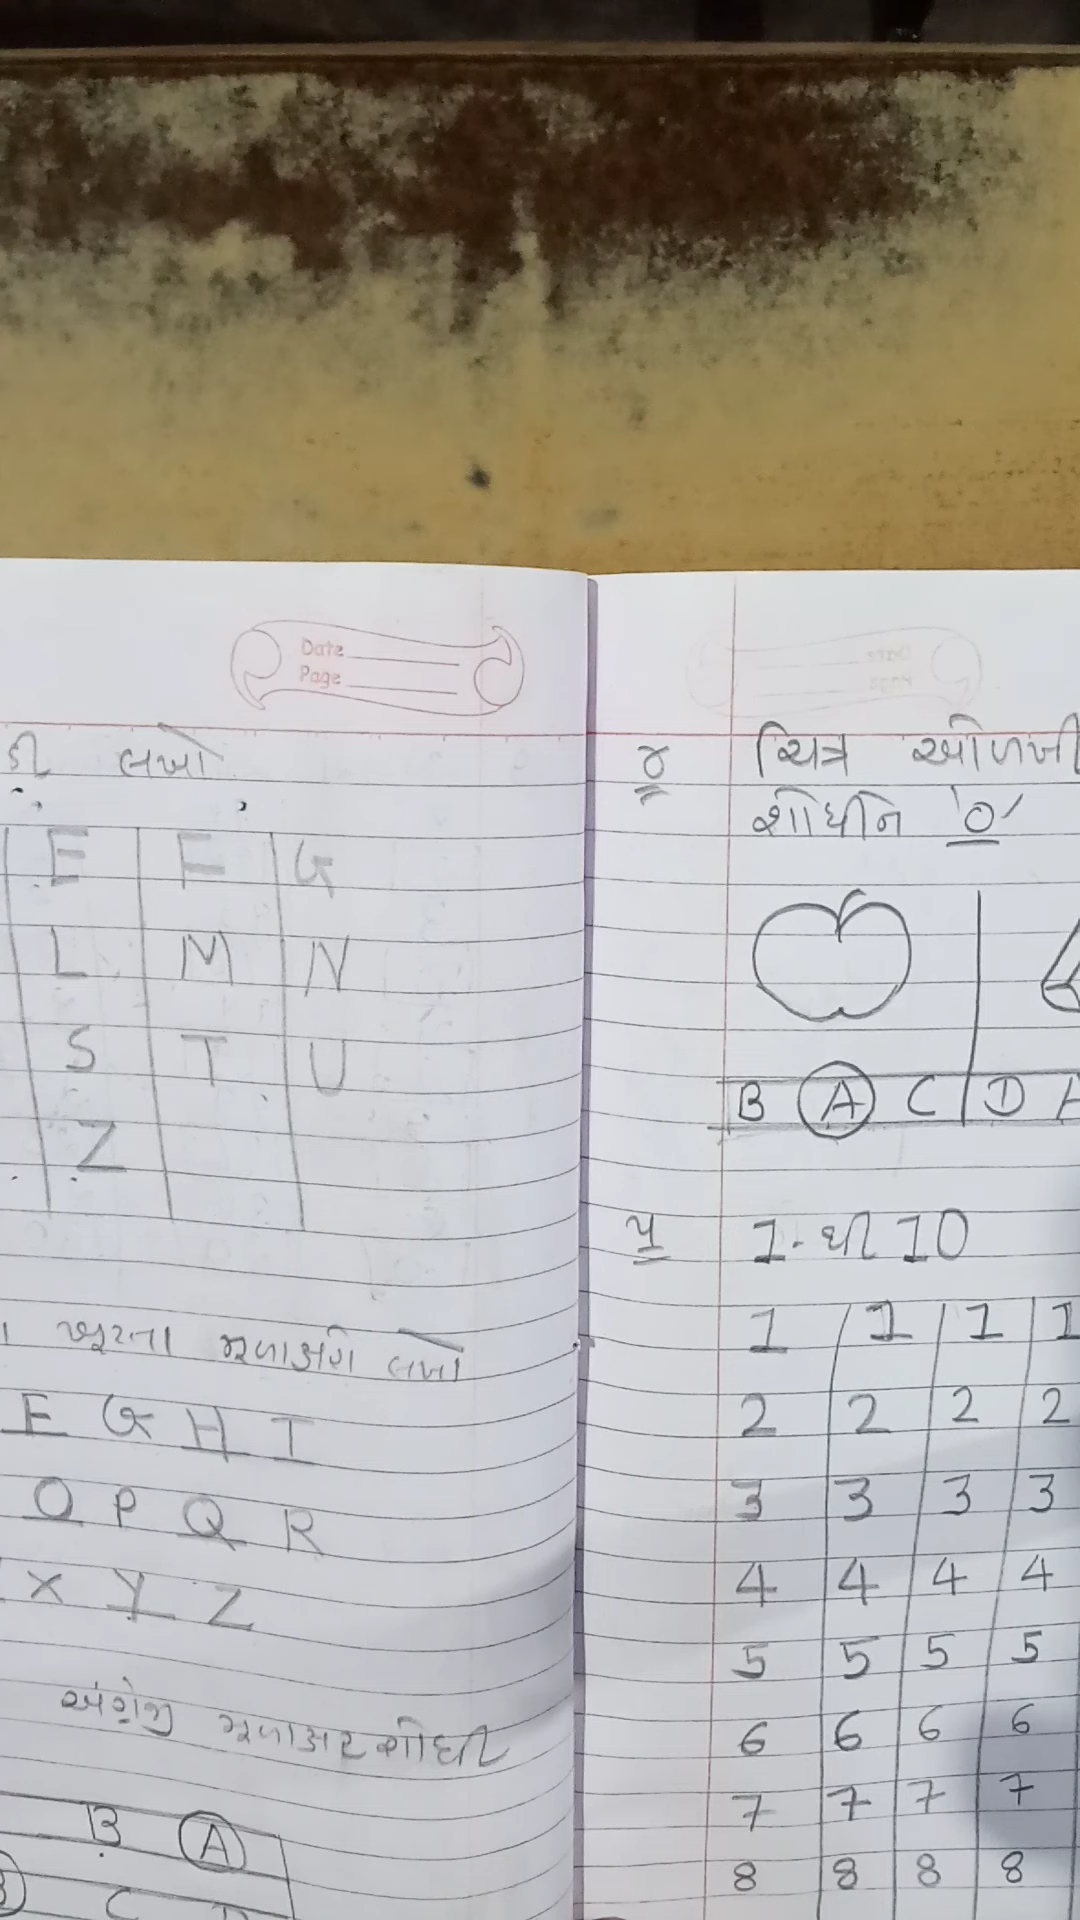 Date
Page
લખો
E F G
L M N
S T U
Z
ખૂટતા મૂળાક્ષરો લખો
F G H I
O P Q R
X Y Z
અંગ્રેજી મૂળાક્ષર શોધી
B A
C
૪ ચિત્ર ઓળખી
શોધીને 'O'
B A C D
૫ 1 થી 10
1 1 1 1
2 2 2 2
3 3 3 3
4 4 4 4
5 5 5 5
6 6 6 6
7 7 7 7
8 8 8 8